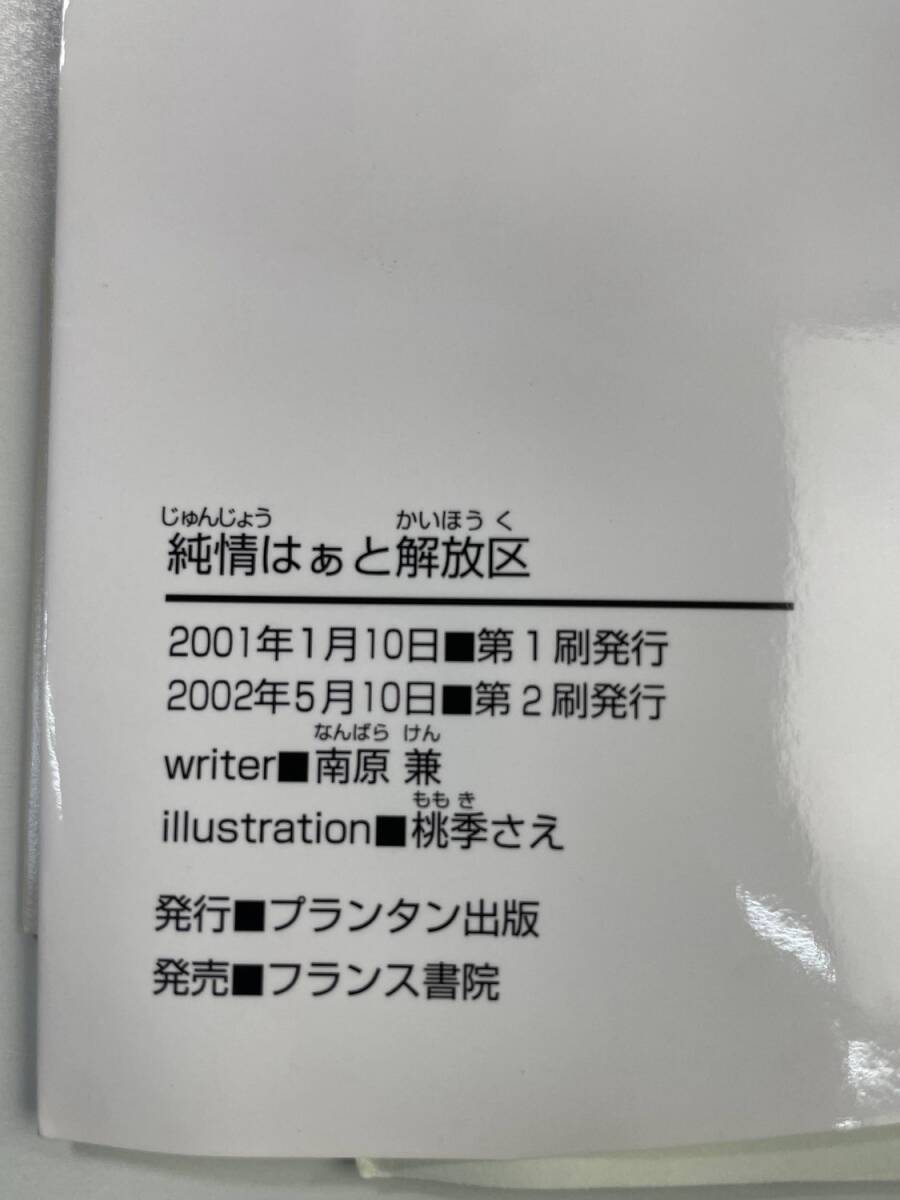 じゅんじょう かいほうく
純情はぁと解放区
2001年1月10日■第1刷発行
2002年5月10日■第2刷発行
なんばら けん
writer■南原 兼
ももき
illustration■桃季さえ
発行■プランタン出版
発売■フランス書院